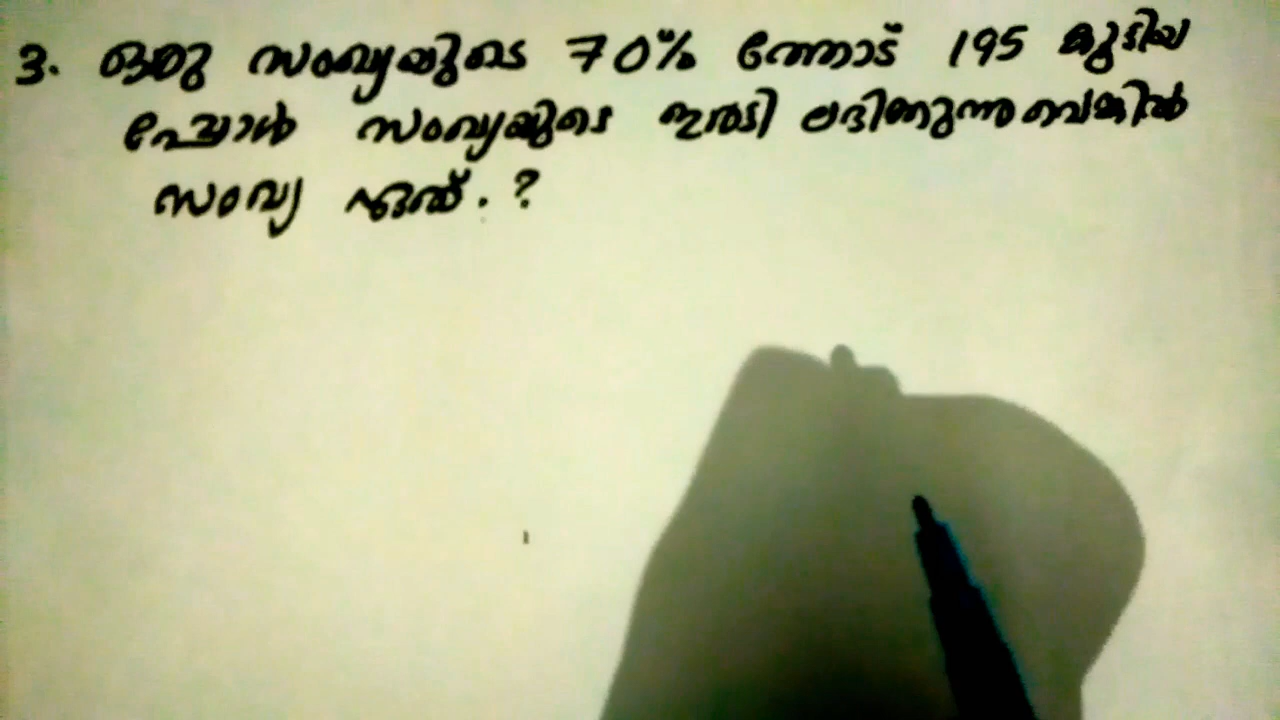 3. ഒരു സംഖ്യയുടെ 70% ത്തോട് 195 കൂട്ടിയ
പ്പോൾ സംഖ്യയുടെ ഇരട്ടി ലഭിക്കുന്നുവെങ്കിൽ
സംഖ്യ ഏത്.?